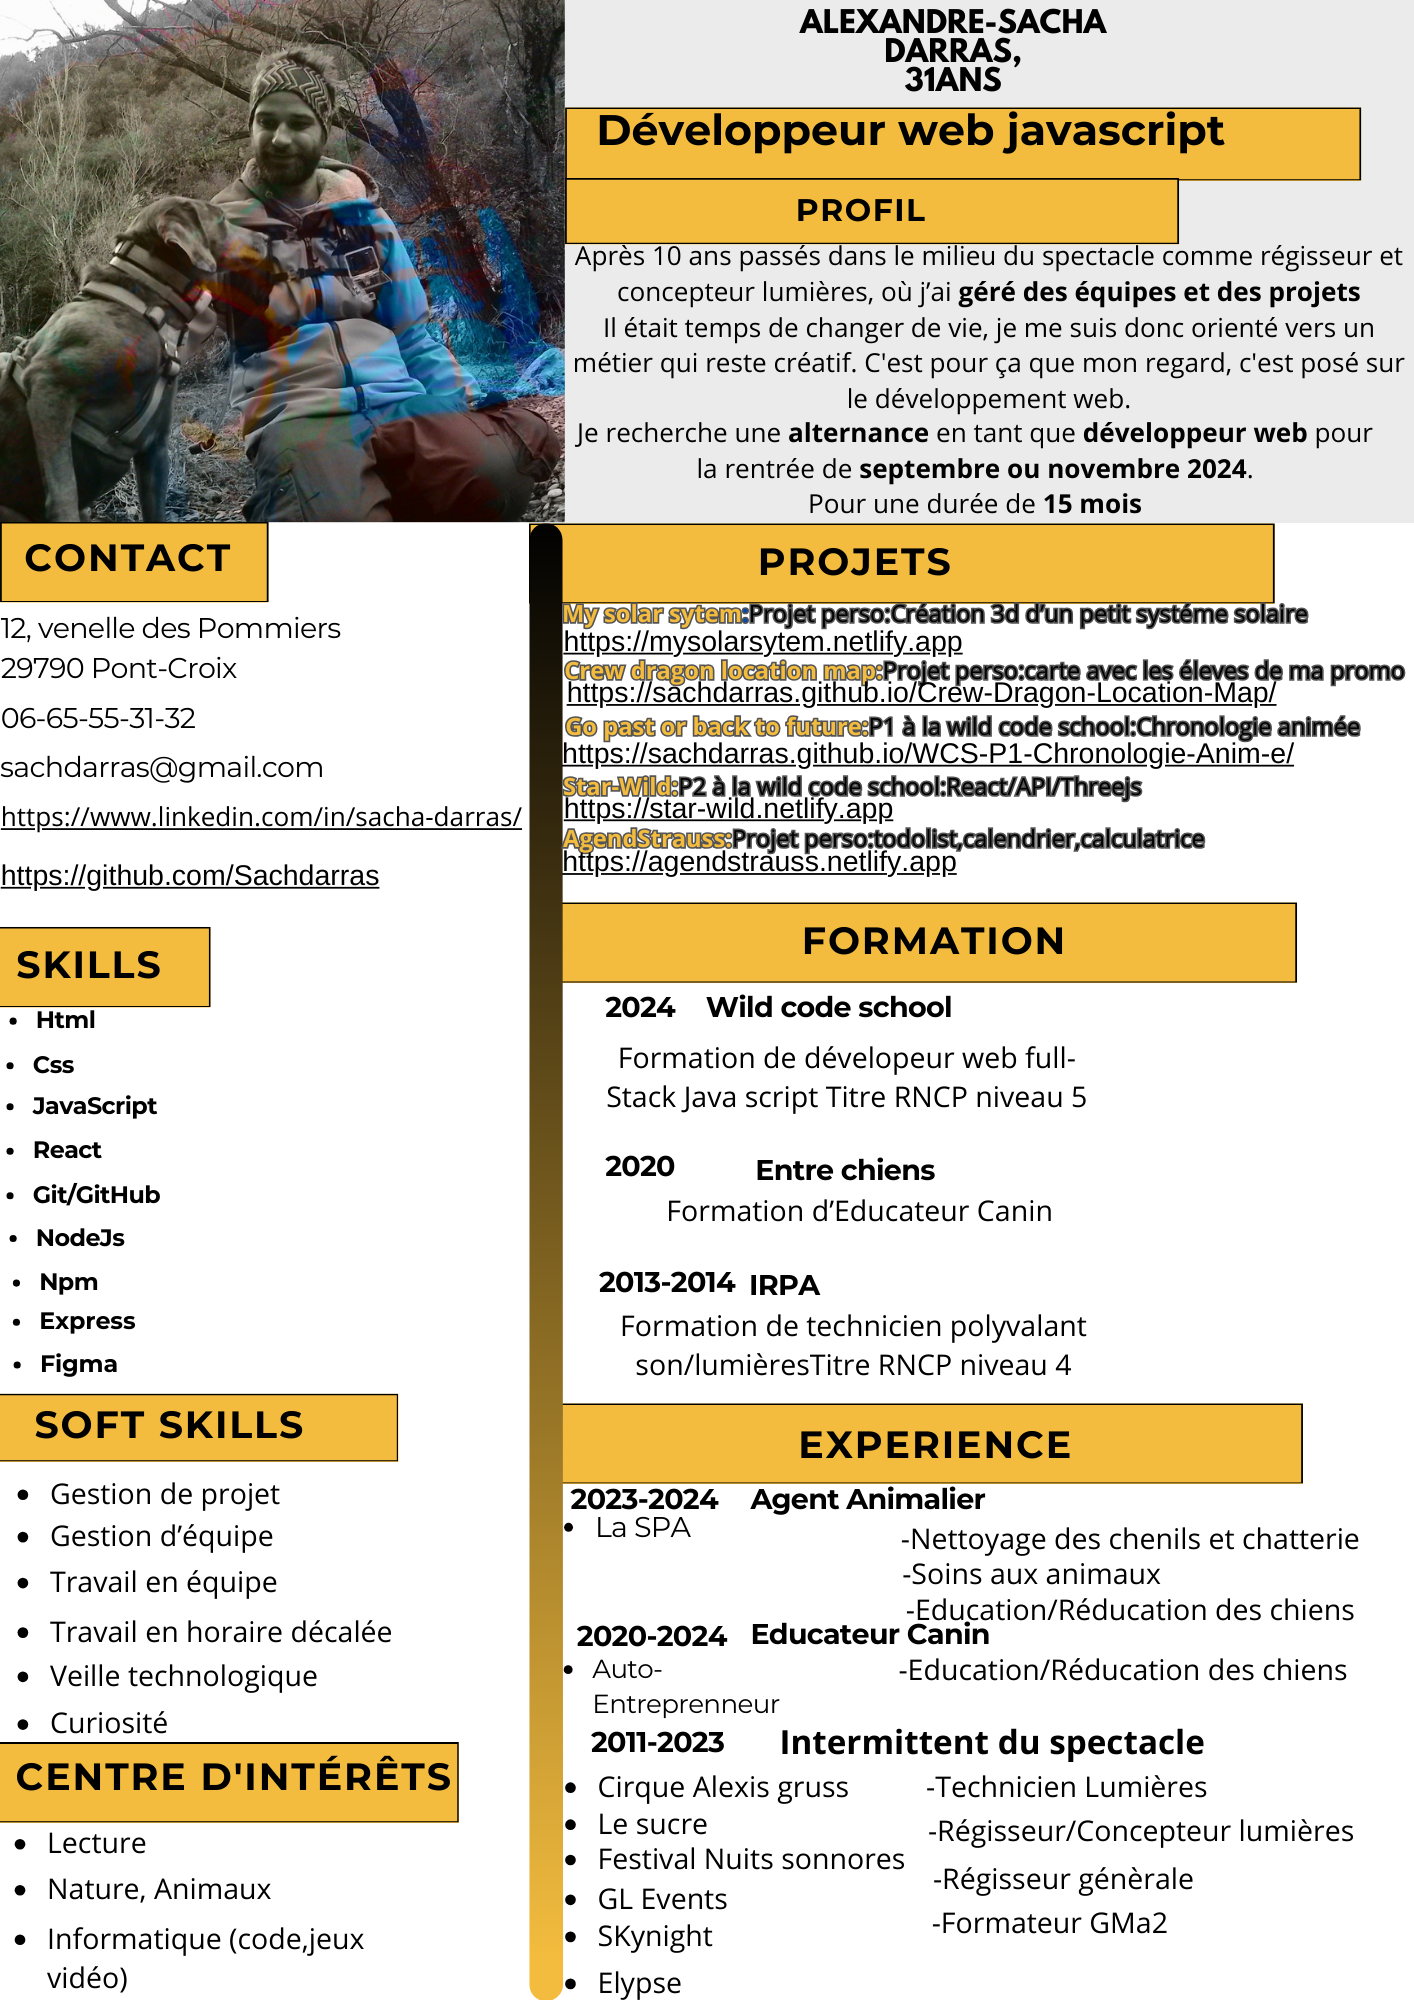 ALEXANDRE-SACHA
DARRAS,
31ANS
Développeur web javascript
PROFIL
Après 10 ans passés dans le milieu du spectacle comme régisseur et
concepteur lumières, où j’ai géré des équipes et des projets
Il était temps de changer de vie, je me suis donc orienté vers un
métier qui reste créatif. C'est pour ça que mon regard, c'est posé sur
le développement web.
Je recherche une alternance en tant que développeur web pour
la rentrée de septembre ou novembre 2024.
Pour une durée de 15 mois
CONTACT
12, venelle des Pommiers
29790 Pont-Croix
06-65-55-31-32
sachdarras@gmail.com
https://www.linkedin.com/in/sacha-darras/
https://github.com/Sachdarras
SKILLS
• Html
• Css
• JavaScript
• React
• Git/GitHub
• NodeJs
• Npm
• Express
• Figma
SOFT SKILLS
• Gestion de projet
• Gestion d’équipe
• Travail en équipe
• Travail en horaire décalée
• Veille technologique
• Curiosité
CENTRE D'INTÉRÊTS
• Lecture
• Nature, Animaux
• Informatique (code,jeux
vidéo)
PROJETS
My solar sytem:Projet perso:Création 3d d’un petit systéme solaire
https://mysolarsytem.netlify.app
Crew dragon location map:Projet perso:carte avec les éleves de ma promo
https://sachdarras.github.io/Crew-Dragon-Location-Map/
Go past or back to future:P1 à la wild code school:Chronologie animée
https://sachdarras.github.io/WCS-P1-Chronologie-Anim-e/
Star-Wild:P2 à la wild code school:React/API/Threejs
https://star-wild.netlify.app
AgendStrauss:Projet perso:todolist,calendrier,calculatrice
https://agendstrauss.netlify.app
FORMATION
2024 Wild code school
Formation de dévelopeur web full-
Stack Java script Titre RNCP niveau 5
2020 Entre chiens
Formation d’Educateur Canin
2013-2014 IRPA
Formation de technicien polyvalant
son/lumièresTitre RNCP niveau 4
EXPERIENCE
2023-2024 Agent Animalier
• La SPA
-Nettoyage des chenils et chatterie
-Soins aux animaux
-Education/Réducation des chiens
2020-2024 Educateur Canin
• Auto-
Entreprenneur
-Education/Réducation des chiens
2011-2023 Intermittent du spectacle
• Cirque Alexis gruss
• Le sucre
• Festival Nuits sonnores
• GL Events
• SKynight
• Elypse
-Technicien Lumières
-Régisseur/Concepteur lumières
-Régisseur génèrale
-Formateur GMa2